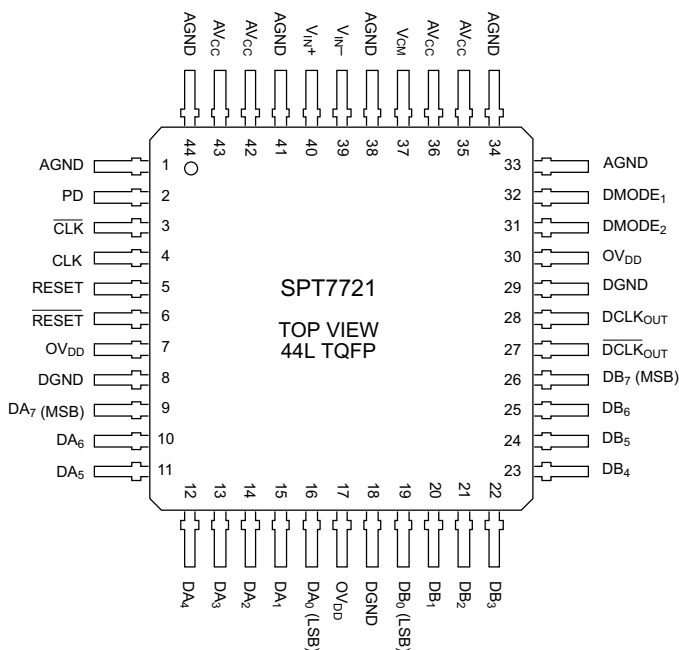 AGND
AVCC
AVCC
AGND
VIN+
VIN–
AGND
VCM
AVCC
AVCC
AGND
44
43
42
41
40
39
38
37
36
35
34
AGND 1
PD 2
C̅L̅K̅ 3
CLK 4
RESET 5
R̅E̅S̅E̅T̅ 6
OVDD 7
DGND 8
DA7 (MSB) 9
DA6 10
DA5 11
SPT7721
TOP VIEW
44L TQFP
33 AGND
32 DMODE1
31 DMODE2
30 OVDD
29 DGND
28 DCLKOUT
27 D̅C̅L̅K̅OUT
26 DB7 (MSB)
25 DB6
24 DB5
23 DB4
12
13
14
15
16
17
18
19
20
21
22
DA4
DA3
DA2
DA1
DA0 (LSB)
OVDD
DGND
DB0 (LSB)
DB1
DB2
DB3